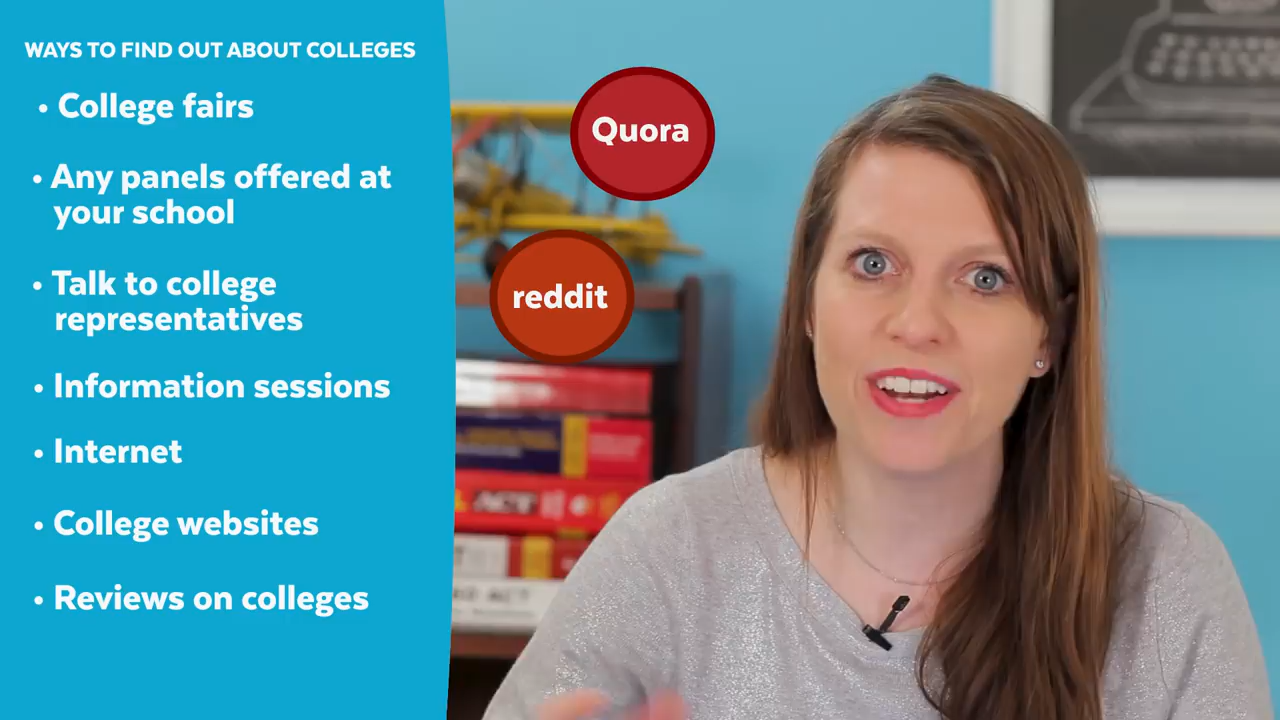 WAYS TO FIND OUT ABOUT COLLEGES
• College fairs
• Any panels offered at
your school
• Talk to college
representatives
• Information sessions
• Internet
• College websites
• Reviews on colleges
Quora
reddit
ACT